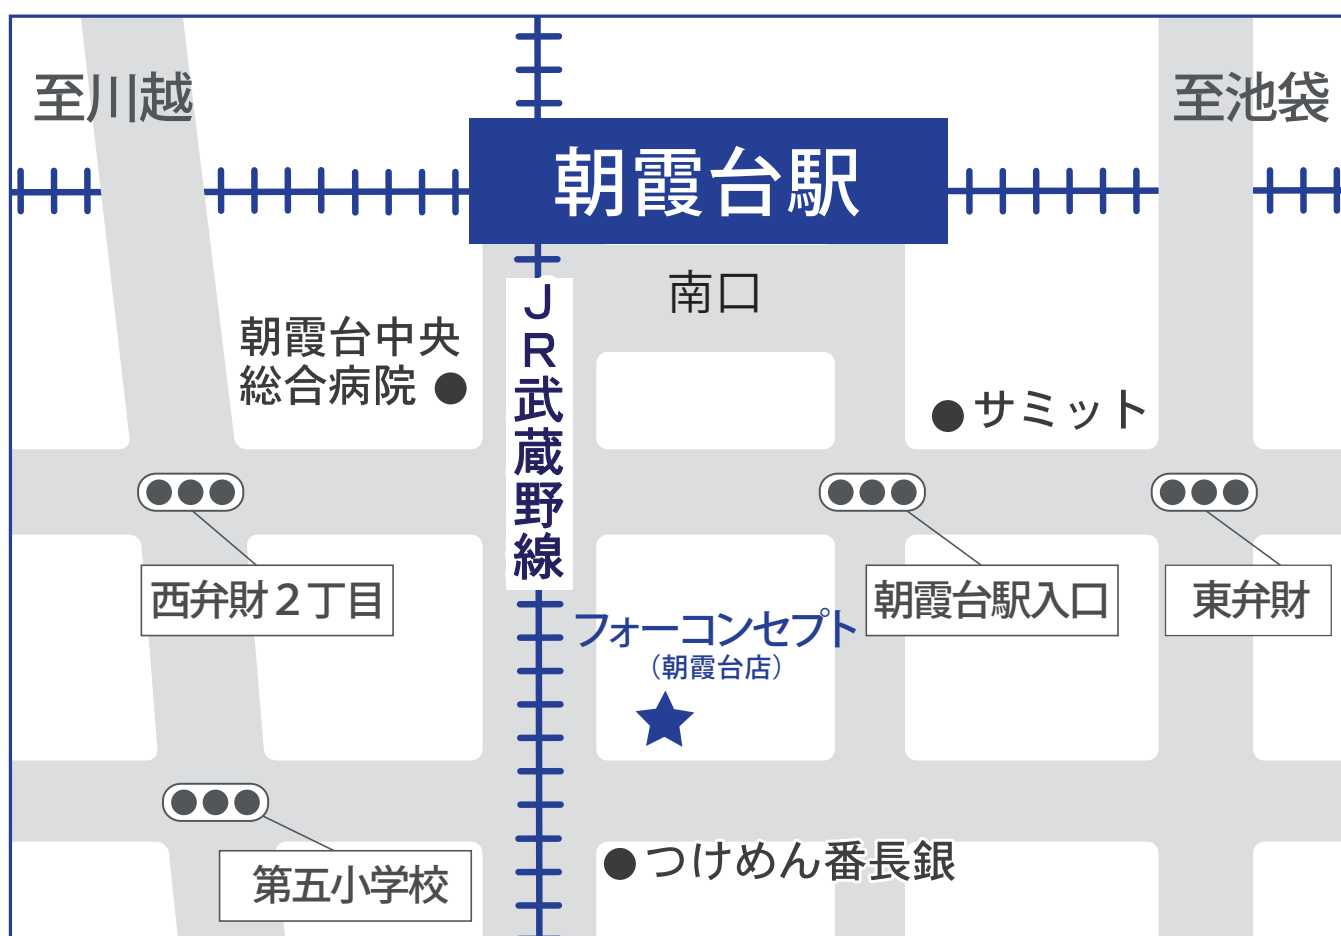 至川越
至池袋
朝霞台駅
南口
JR武蔵野線
朝霞台中央
総合病院
サミット
西弁財2丁目
朝霞台駅入口
東弁財
フォーコンセプト
(朝霞台店)
第五小学校
つけめん番長銀